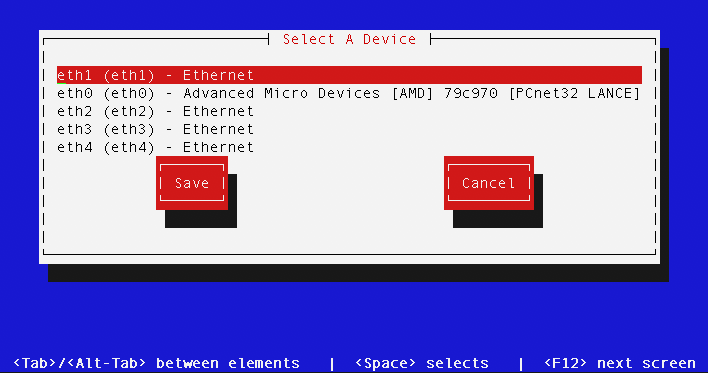 Select A Device
eth1 (eth1) - Ethernet
eth0 (eth0) - Advanced Micro Devices [AMD] 79c970 [PCnet32 LANCE]
eth2 (eth2) - Ethernet
eth3 (eth3) - Ethernet
eth4 (eth4) - Ethernet
Save Cancel
<Tab>/<Alt-Tab> between elements | <Space> selects | <F12> next screen